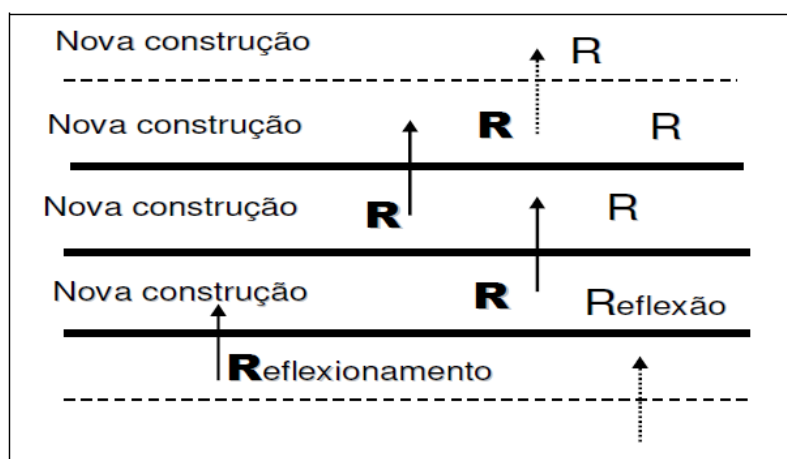 Nova construção R
Nova construção R R
Nova construção R R
Nova construção R Reflexão
Reflexionamento